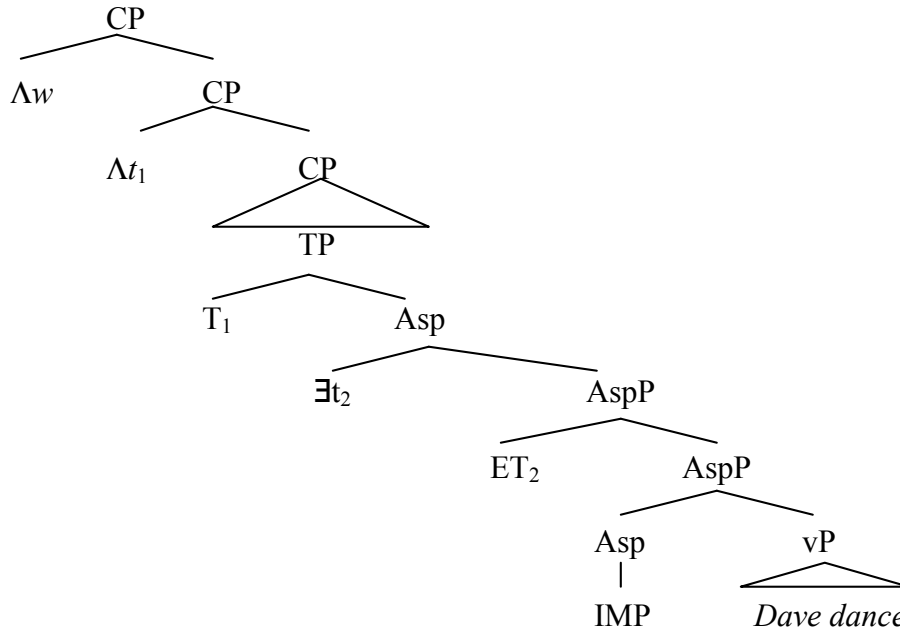 CP
Λw CP
Λt₁ CP
TP
T₁ Asp
∃t₂ AspP
ET₂ AspP
Asp vP
IMP Dave dance